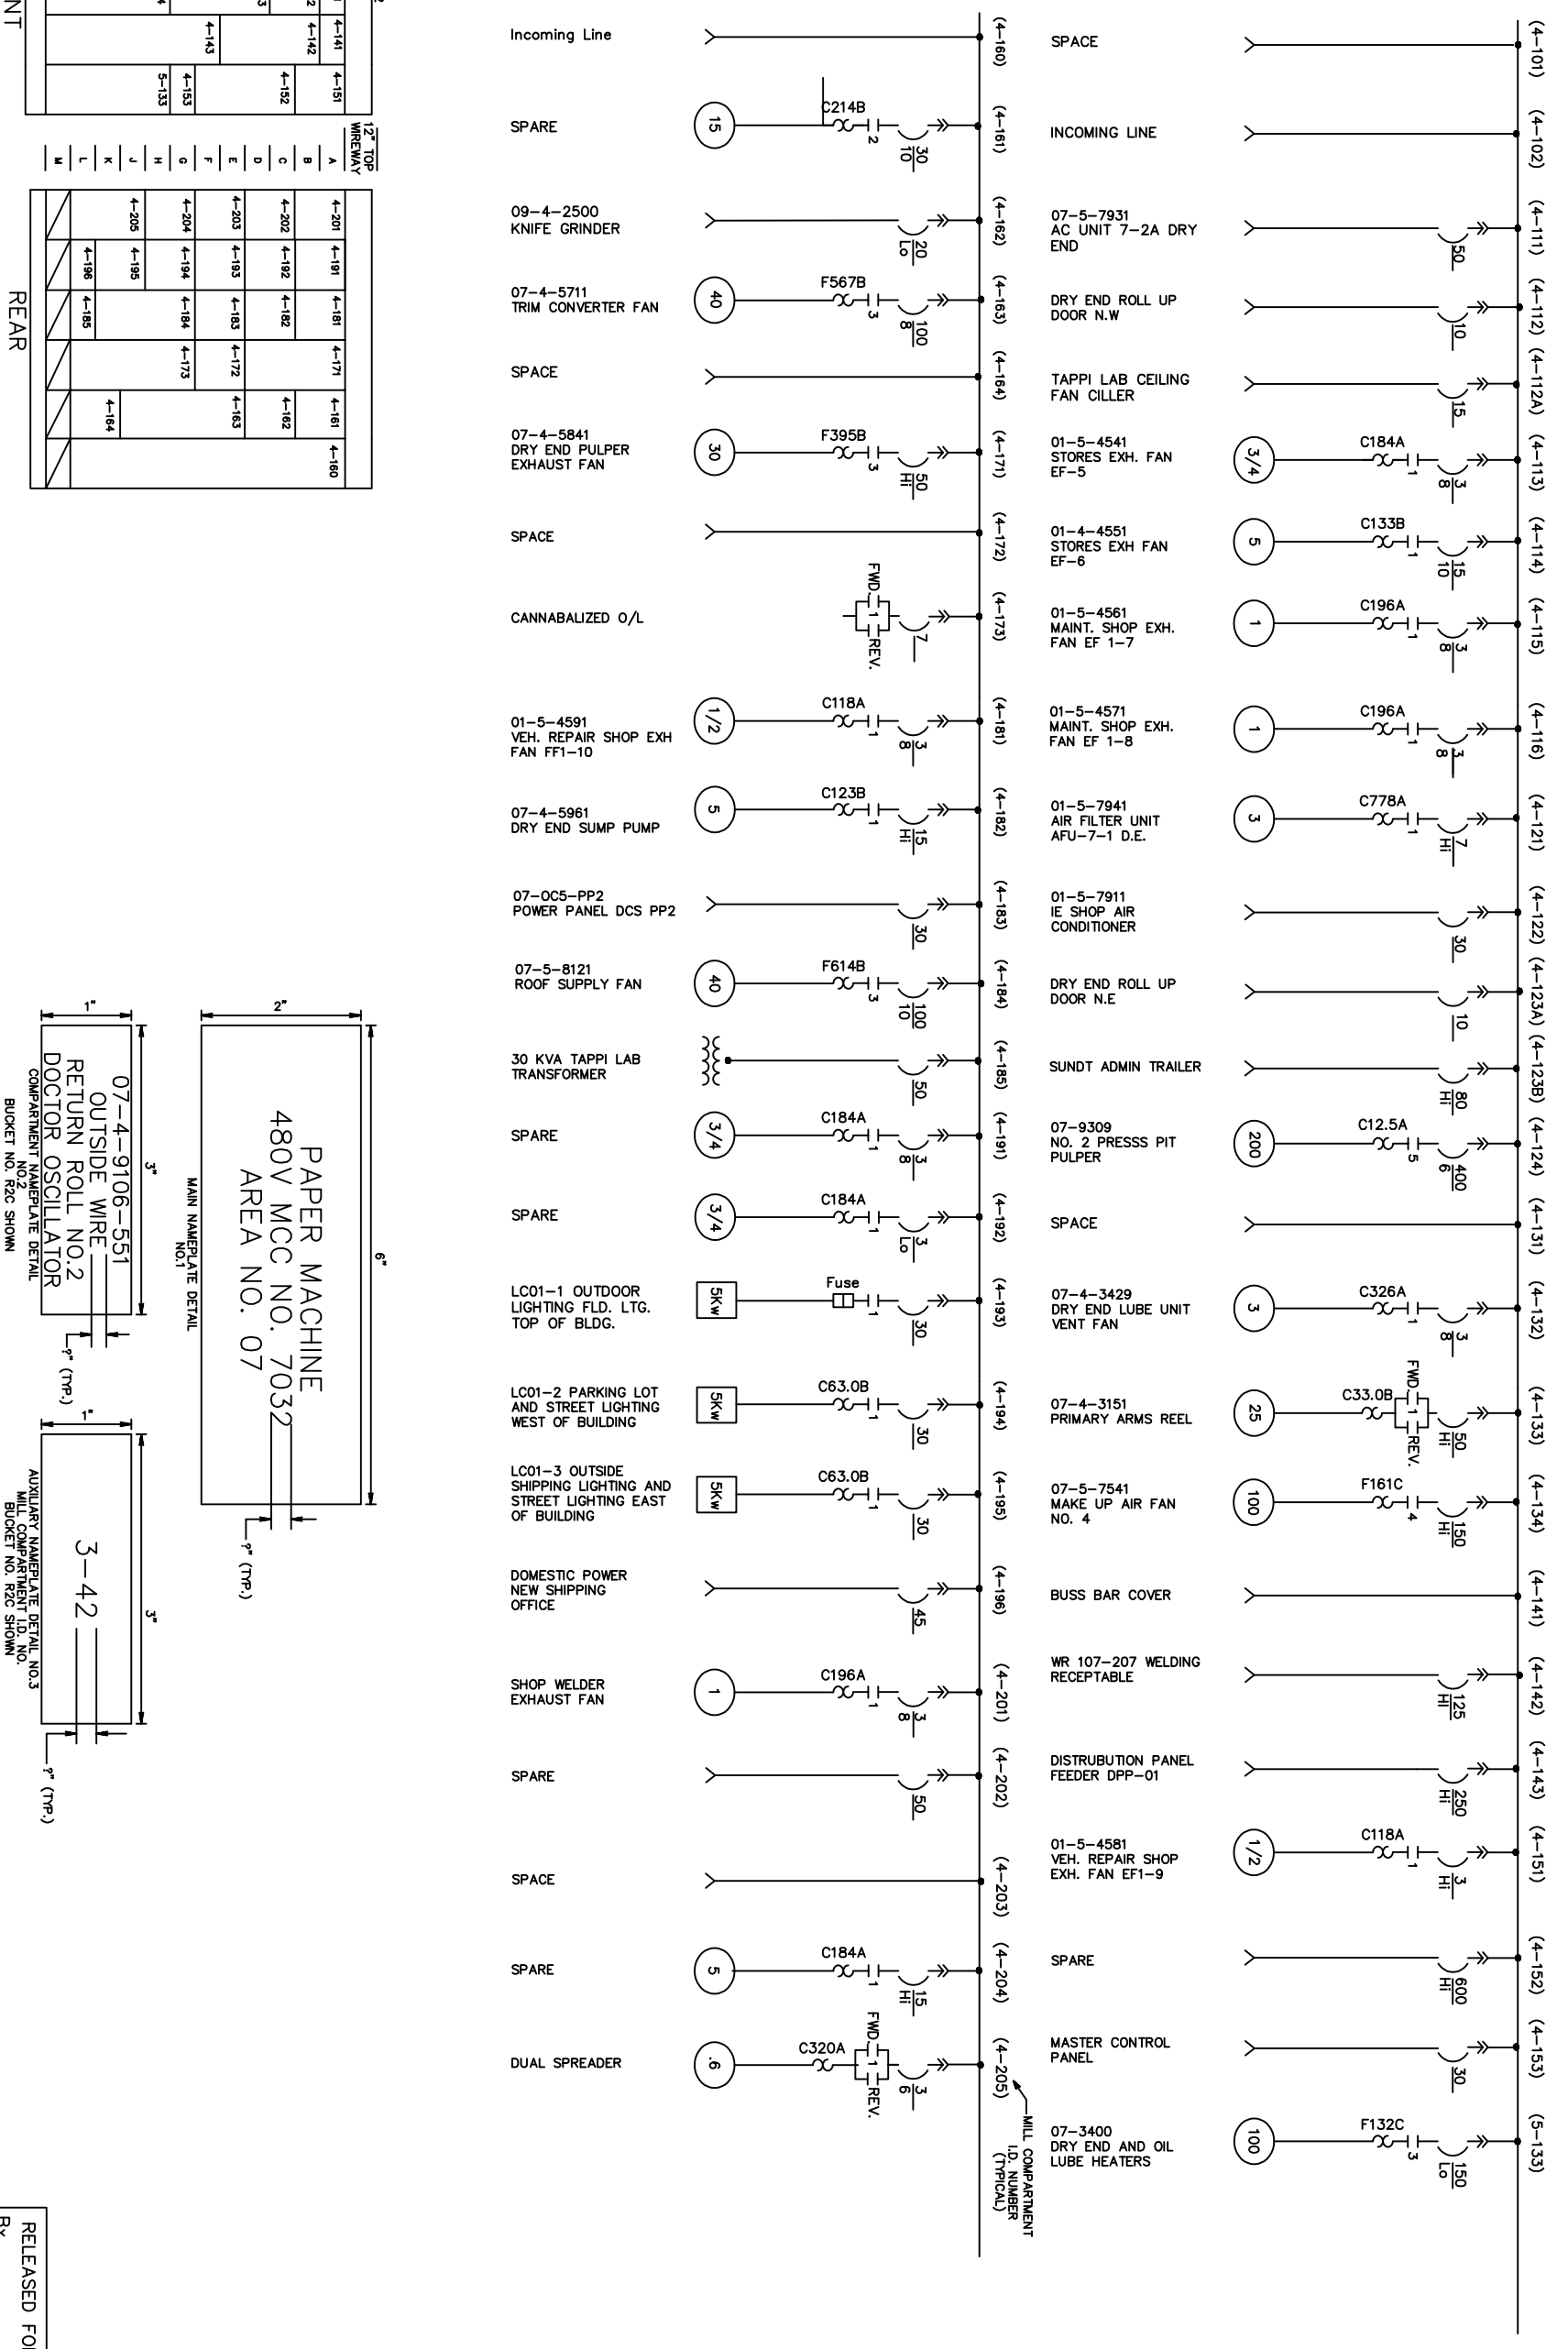 (4-101)
SPACE
(4-102)
INCOMING LINE
(4-111)
07-5-7931
AC UNIT 7-2A DRY
END
50
(4-112)
DRY END ROLL UP
DOOR N.W
10
(4-112A)
TAPPI LAB CEILING
FAN CILLER
15
(4-113)
01-5-4541
STORES EXH. FAN
EF-5
3/4
C184A
1
3
8
(4-114)
01-4-4551
STORES EXH FAN
EF-6
5
C133B
1
15
10
(4-115)
01-5-4561
MAINT. SHOP EXH.
FAN EF 1-7
1
C196A
1
3
8
(4-116)
01-5-4571
MAINT. SHOP EXH.
FAN EF 1-8
1
C196A
1
3
8
(4-121)
01-5-7941
AIR FILTER UNIT
AFU-7-1 D.E.
3
C778A
1
7
Hi
(4-122)
01-5-7911
IE SHOP AIR
CONDITIONER
30
(4-123A)
DRY END ROLL UP
DOOR N.E
10
(4-123B)
SUNDT ADMIN TRAILER
80
Hi
(4-124)
07-9309
NO. 2 PRESSS PIT
PULPER
200
C12.5A
5
400
6
(4-131)
SPACE
(4-132)
07-4-3429
DRY END LUBE UNIT
VENT FAN
3
C326A
1
3
8
(4-133)
07-4-3151
PRIMARY ARMS REEL
25
C33.0B
FWD.
1
REV.
50
Hi
(4-134)
07-5-7541
MAKE UP AIR FAN
NO. 4
100
F161C
4
150
Hi
(4-141)
BUSS BAR COVER
(4-142)
WR 107-207 WELDING
RECEPTABLE
125
Hi
(4-143)
DISTRUBUTION PANEL
FEEDER DPP-01
250
Hi
(4-151)
01-5-4581
VEH. REPAIR SHOP
EXH. FAN EF1-9
1/2
C118A
1
3
Hi
(4-152)
SPARE
600
Hi
(4-153)
MASTER CONTROL
PANEL
30
(5-133)
07-3400
DRY END AND OIL
LUBE HEATERS
100
F132C
3
150
Lo
(4-160)
Incoming Line
(4-161)
SPARE
15
C214B
2
30
10
(4-162)
09-4-2500
KNIFE GRINDER
20
Lo
(4-163)
07-4-5711
TRIM CONVERTER FAN
40
F567B
3
100
8
(4-164)
SPACE
(4-171)
07-4-5841
DRY END PULPER
EXHAUST FAN
30
F395B
3
50
Hi
(4-172)
SPACE
(4-173)
CANNABALIZED O/L
FWD.
1
REV.
7
(4-181)
01-5-4591
VEH. REPAIR SHOP EXH
FAN FF1-10
1/2
C118A
1
3
8
(4-182)
07-4-5961
DRY END SUMP PUMP
5
C123B
1
15
Hi
(4-183)
07-OC5-PP2
POWER PANEL DCS PP2
30
(4-184)
07-5-8121
ROOF SUPPLY FAN
40
F614B
3
100
10
(4-185)
30 KVA TAPPI LAB
TRANSFORMER
50
(4-191)
SPARE
3/4
C184A
1
3
8
(4-192)
SPARE
3/4
C184A
1
3
Lo
(4-193)
LC01-1 OUTDOOR
LIGHTING FLD. LTG.
TOP OF BLDG.
5Kw
Fuse
1
30
(4-194)
LC01-2 PARKING LOT
AND STREET LIGHTING
WEST OF BUILDING
5Kw
C63.0B
1
30
(4-195)
LC01-3 OUTSIDE
SHIPPING LIGHTING AND
STREET LIGHTING EAST
OF BUILDING
5Kw
C63.0B
1
30
(4-196)
DOMESTIC POWER
NEW SHIPPING
OFFICE
45
(4-201)
SHOP WELDER
EXHAUST FAN
1
C196A
1
3
8
(4-202)
SPARE
50
(4-203)
SPACE
(4-204)
SPARE
5
C184A
1
15
Hi
(4-205)
DUAL SPREADER
.6
C320A
FWD.
1
REV.
3
6
MILL COMPARTMENT
I.D. NUMBER
(TYPICAL)
4-141
4-151
4-142
4-152
4-143
4-153
5-133
12" TOP
WIREWAY
A
B
C
D
E
F
G
H
J
K
L
M
4-201
4-191
4-181
4-171
4-161
4-160
4-202
4-192
4-182
4-162
4-203
4-193
4-183
4-172
4-163
4-204
4-194
4-184
4-173
4-205
4-195
4-164
4-196
4-185
REAR
6"
2"
PAPER MACHINE
480V MCC NO. 7032
AREA NO. 07
?" (TYP.)
MAIN NAMEPLATE DETAIL
NO.1
3"
1"
07-4-9106-551
OUTSIDE WIRE
RETURN ROLL NO.2
DOCTOR OSCILLATOR
?" (TYP.)
COMPARTMENT NAMEPLATE DETAIL
NO.2
BUCKET NO. R2C SHOWN
3"
1"
3-42
?" (TYP.)
AUXILIARY NAMEPLATE DETAIL NO.3
MILL COMPARTMENT I.D. NO.
BUCKET NO. R2C SHOWN